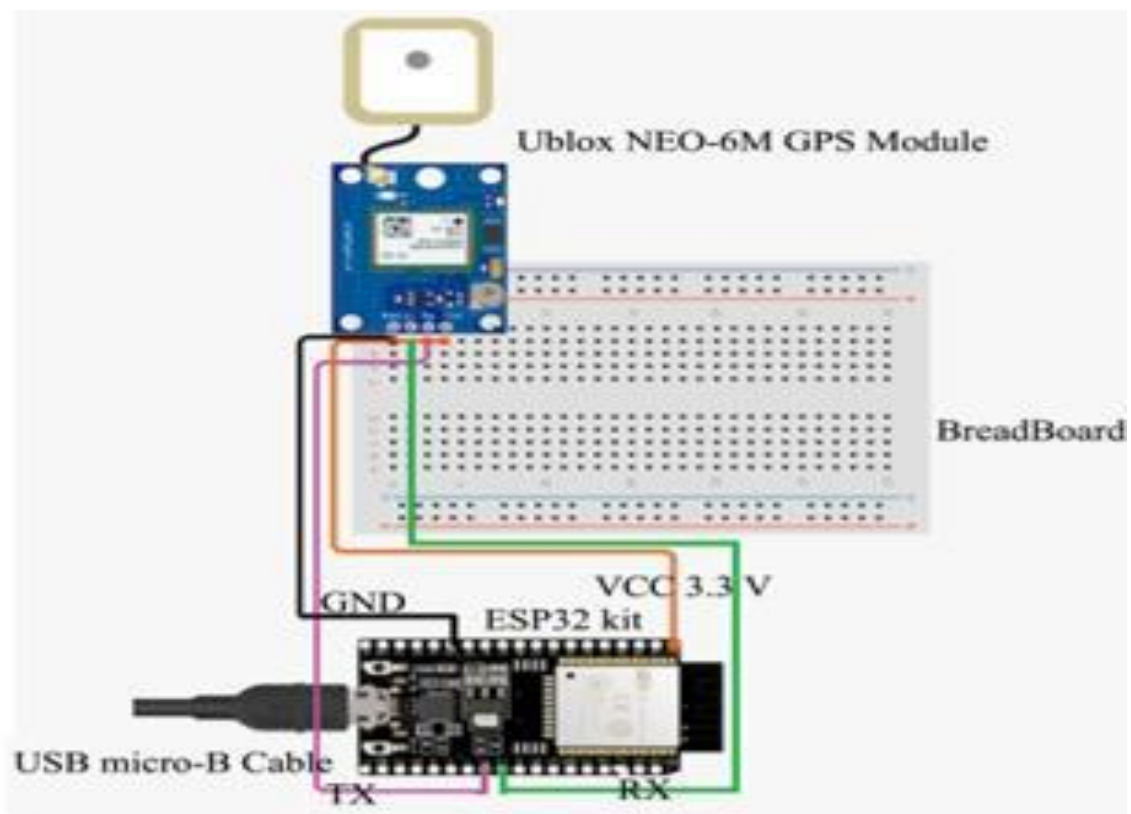 Ublox NEO-6M GPS Module
BreadBoard
VCC 3.3 V
GND
ESP32 kit
USB micro-B Cable
TX
RX